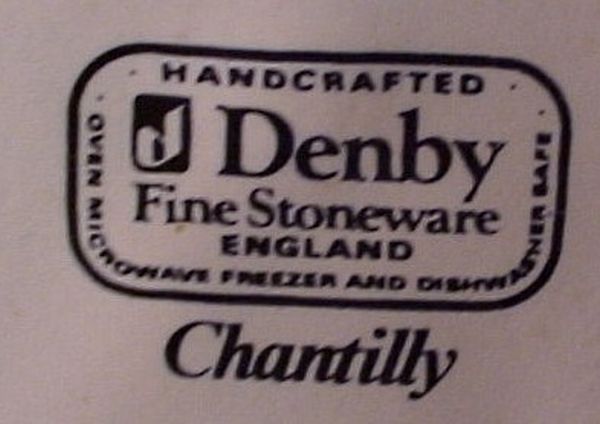 HANDCRAFTED
Denby
Fine Stoneware
ENGLAND
OVEN MICROWAVE FREEZER AND DISHWASHER SAFE
Chantilly